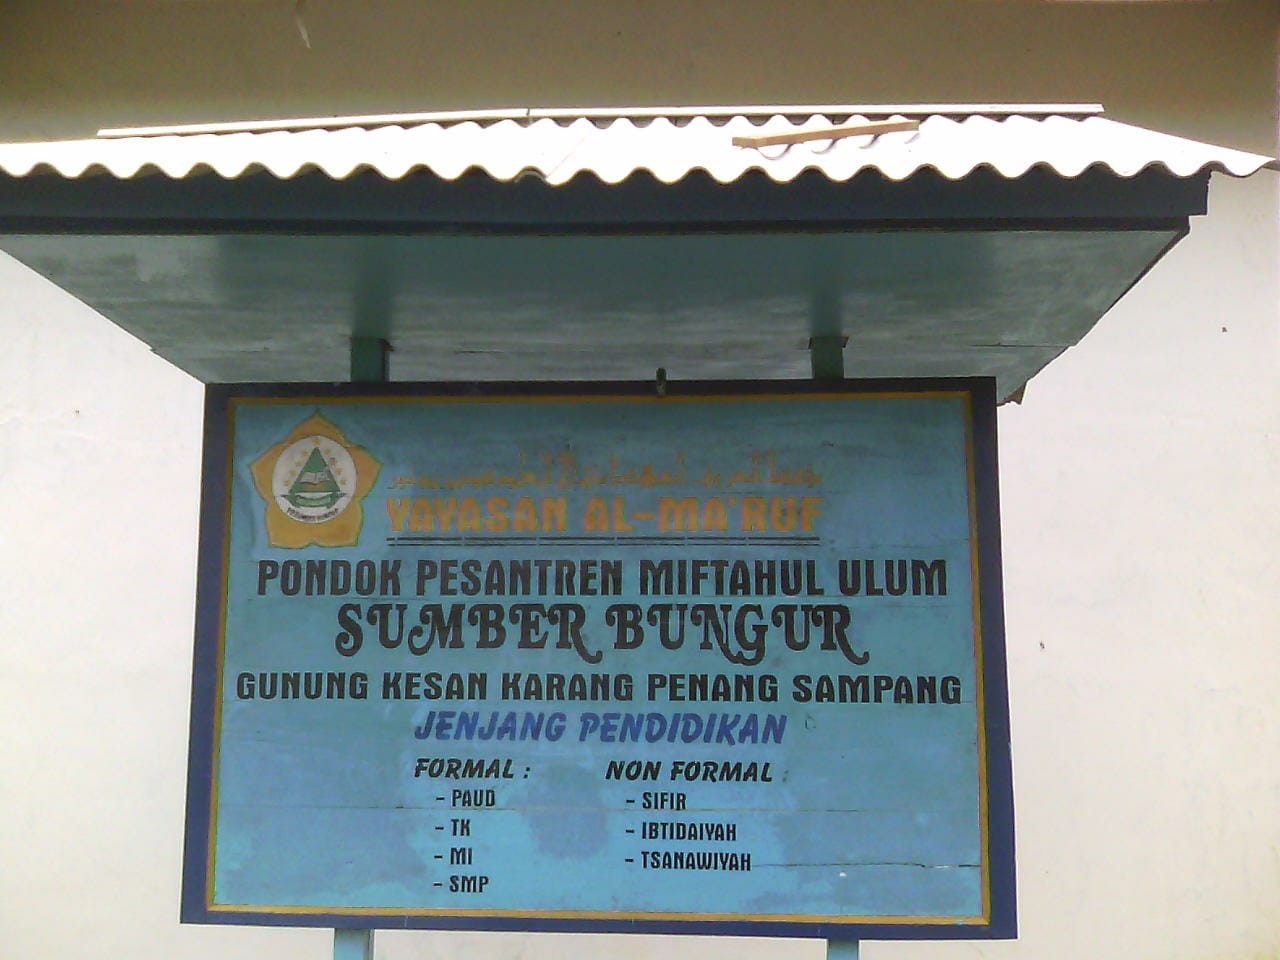 YAYASAN AL-MA'RUF
PONDOK PESANTREN MIFTAHUL ULUM
SUMBER BUNGUR
GUNUNG KESAN KARANG PENANG SAMPANG
JENJANG PENDIDIKAN
FORMAL : NON FORMAL :
- PAUD - SIFIR
- TK - IBTIDAIYAH
- MI - TSANAWIYAH
- SMP